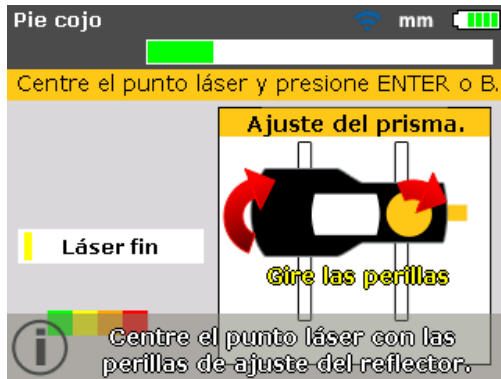 Pie cojo mm
Centre el punto láser y presione ENTER o B.
Ajuste del prisma.
Láser fin
Gire las perillas
Centre el punto láser con las
perillas de ajuste del reflector.